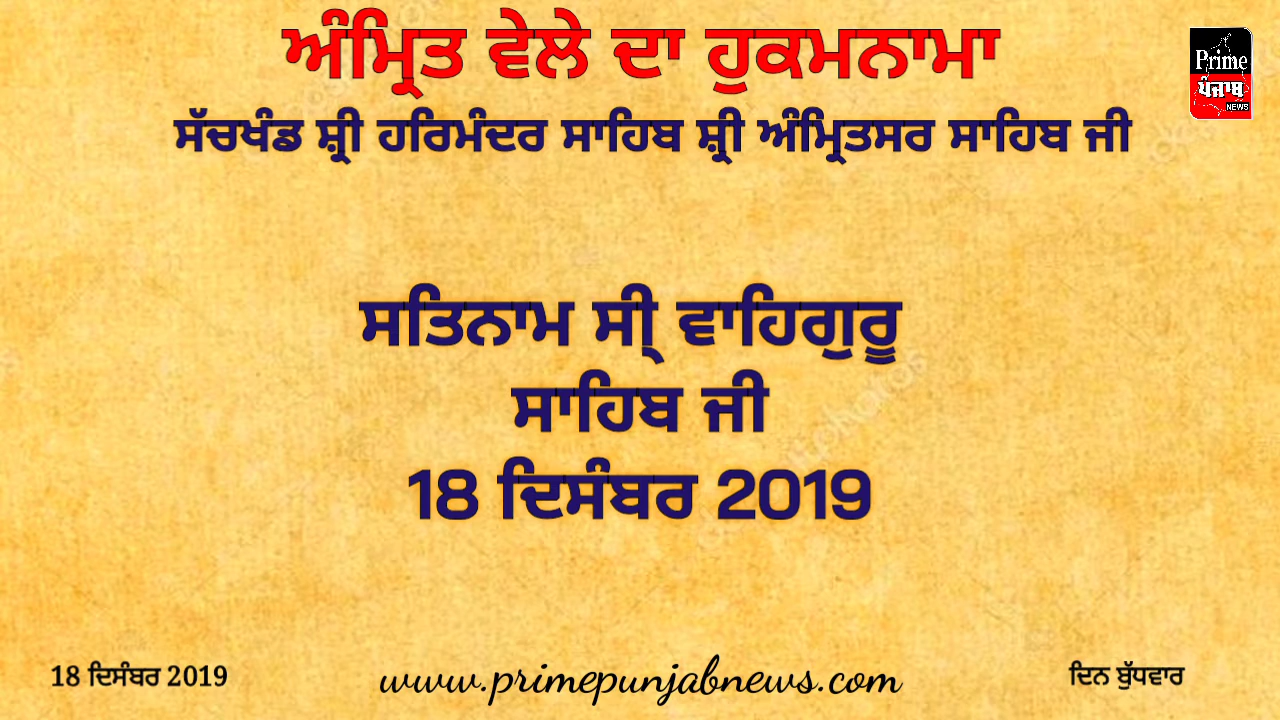 ਅੰਮ੍ਰਿਤ ਵੇਲੇ ਦਾ ਹੁਕਮਨਾਮਾ
Prime
ਪੰਜਾਬ
NEWS
ਸੱਚਖੰਡ ਸ਼੍ਰੀ ਹਰਿਮੰਦਰ ਸਾਹਿਬ ਸ਼੍ਰੀ ਅੰਮ੍ਰਿਤਸਰ ਸਾਹਿਬ ਜੀ
ਸਤਿਨਾਮ ਸੀ੍ ਵਾਹਿਗੁਰੂ
ਸਾਹਿਬ ਜੀ
18 ਦਿਸੰਬਰ 2019
18 ਦਿਸੰਬਰ 2019
www.primepunjabnews.com
ਦਿਨ ਬੁੱਧਵਾਰ